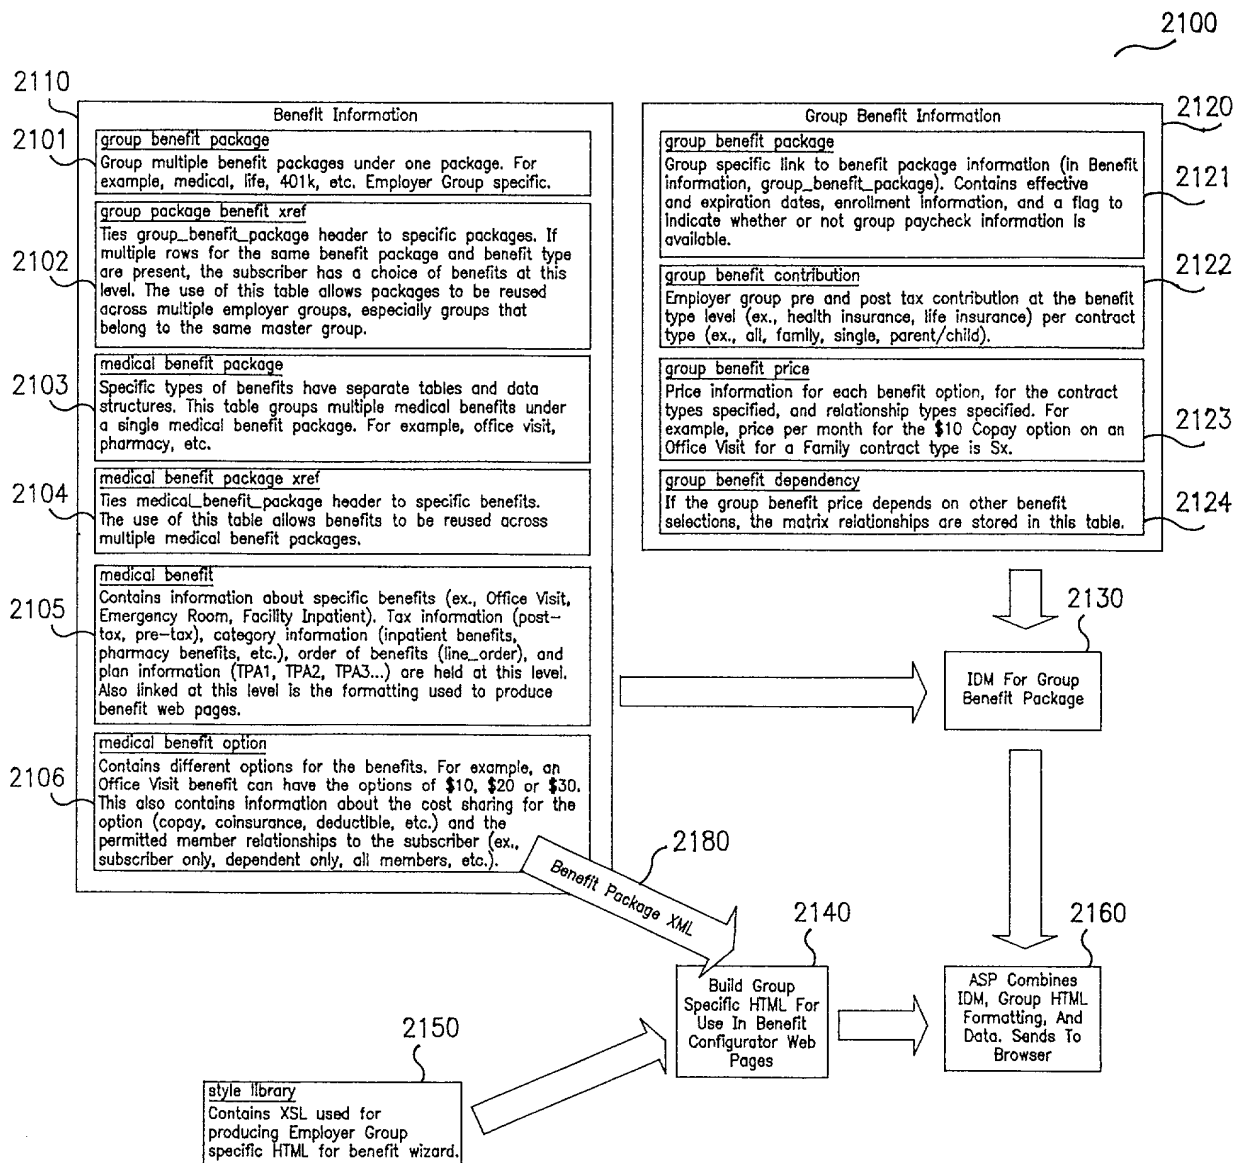 2100
2110
Benefit Information
2101
group benefit package
Group multiple benefit packages under one package. For
example, medical, life, 401k, etc. Employer Group specific.
2102
group package benefit xref
Ties group_benefit_package header to specific packages. If
multiple rows for the same benefit package and benefit type
are present, the subscriber has a choice of benefits at this
level. The use of this table allows packages to be reused
across multiple employer groups, especially groups that
belong to the same master group.
2103
medical benefit package
Specific types of benefits have separate tables and data
structures. This table groups multiple medical benefits under
a single medical benefit package. For example, office visit,
pharmacy, etc.
2104
medical benefit package xref
Ties medical_benefit_package header to specific benefits.
The use of this table allows benefits to be reused across
multiple medical benefit packages.
2105
medical benefit
Contains information about specific benefits (ex., Office Visit,
Emergency Room, Facility Inpatient). Tax information (post-
tax, pre-tax), category information (inpatient benefits,
pharmacy benefits, etc.), order of benefits (line_order), and
plan information (TPA1, TPA2, TPA3...) are held at this level.
Also linked at this level is the formatting used to produce
benefit web pages.
2106
medical benefit option
Contains different options for the benefits. For example, an
Office Visit benefit can have the options of $10, $20 or $30.
This also contains information about the cost sharing for the
option (copay, coinsurance, deductible, etc.) and the
permitted member relationships to the subscriber (ex.,
subscriber only, dependent only, all members, etc.).
2120
Group Benefit Information
2121
group benefit package
Group specific link to benefit package information (in Benefit
information, group_benefit_package). Contains effective
and expiration dates, enrollment information, and a flag to
indicate whether or not group paycheck information is
available.
2122
group benefit contribution
Employer group pre and post tax contribution at the benefit
type level (ex., health insurance, life insurance) per contract
type (ex., all, family, single, parent/child).
2123
group benefit price
Price information for each benefit option, for the contract
types specified, and relationship types specified. For
example, price per month for the $10 Copay option on an
Office Visit for a Family contract type is Sx.
2124
group benefit dependency
If the group benefit price depends on other benefit
selections, the matrix relationships are stored in this table.
2130
IDM For Group
Benefit Package
2180
Benefit Package XML
2140
Build Group
Specific HTML For
Use In Benefit
Configurator Web
Pages
2160
ASP Combines
IDM, Group HTML
Formatting, And
Data. Sends To
Browser
2150
style library
Contains XSL used for
producing Employer Group
specific HTML for benefit wizard.